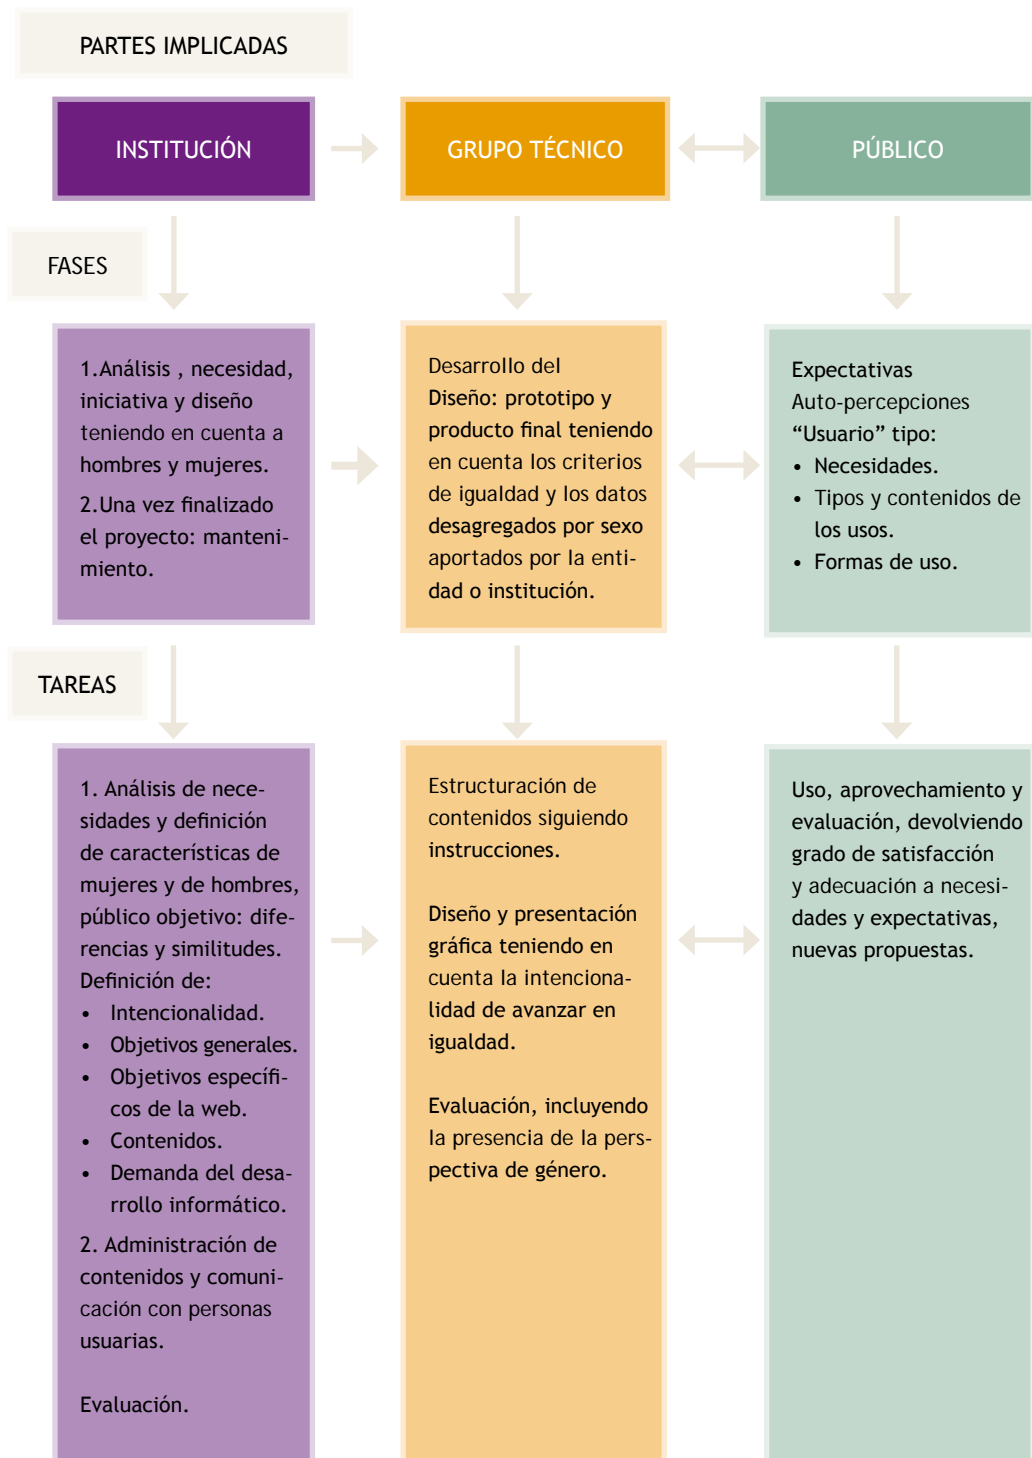 PARTES IMPLICADAS
INSTITUCIÓN
GRUPO TÉCNICO
PÚBLICO
FASES
1.Análisis , necesidad,
iniciativa y diseño
teniendo en cuenta a
hombres y mujeres.
2.Una vez finalizado
el proyecto: manteni-
miento.
Desarrollo del
Diseño: prototipo y
producto final teniendo
en cuenta los criterios
de igualdad y los datos
desagregados por sexo
aportados por la enti-
dad o institución.
Expectativas
Auto-percepciones
“Usuario” tipo:
• Necesidades.
• Tipos y contenidos de
los usos.
• Formas de uso.
TAREAS
1. Análisis de nece-
sidades y definición
de características de
mujeres y de hombres,
público objetivo: dife-
rencias y similitudes.
Definición de:
• Intencionalidad.
• Objetivos generales.
• Objetivos específi-
cos de la web.
• Contenidos.
• Demanda del desa-
rrollo informático.
2. Administración de
contenidos y comuni-
cación con personas
usuarias.
Evaluación.
Estructuración de
contenidos siguiendo
instrucciones.
Diseño y presentación
gráfica teniendo en
cuenta la intenciona-
lidad de avanzar en
igualdad.
Evaluación, incluyendo
la presencia de la pers-
pectiva de género.
Uso, aprovechamiento y
evaluación, devolviendo
grado de satisfacción
y adecuación a necesi-
dades y expectativas,
nuevas propuestas.